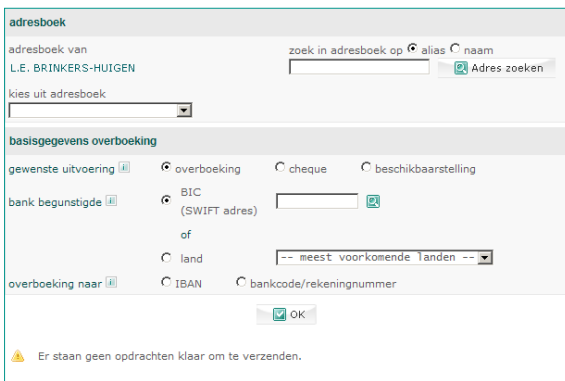 adresboek
adresboek van
zoek in adresboek op alias naam
L.E. BRINKERS-HUIGEN
Adres zoeken
kies uit adresboek
basisgegevens overboeking
gewenste uitvoering overboeking cheque beschikbaarstelling
bank begunstigde BIC
(SWIFT adres)
of
land -- meest voorkomende landen --
overboeking naar IBAN bankcode/rekeningnummer
OK
Er staan geen opdrachten klaar om te verzenden.